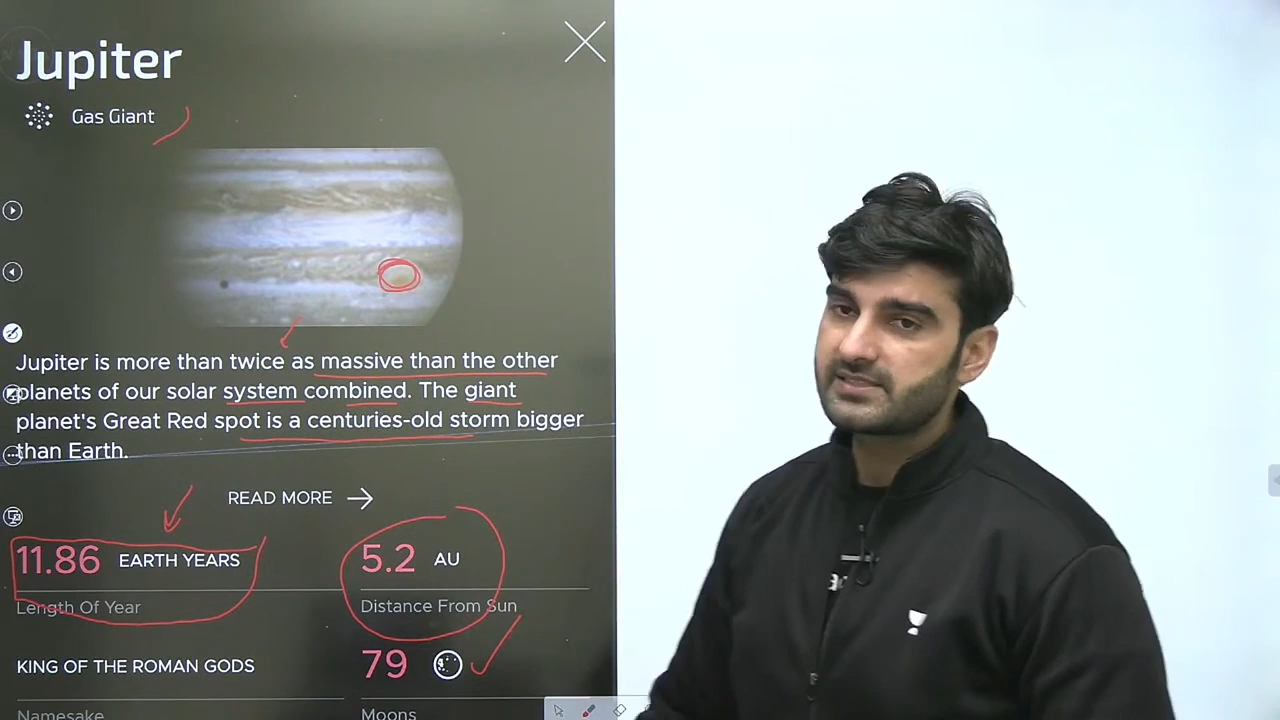 Jupiter
Gas Giant
Jupiter is more than twice as massive than the other
planets of our solar system combined. The giant
planet's Great Red spot is a centuries-old storm bigger
than Earth.
READ MORE
11.86 EARTH YEARS
Length Of Year
5.2 AU
Distance From Sun
KING OF THE ROMAN GODS
Namesake
79
Moons